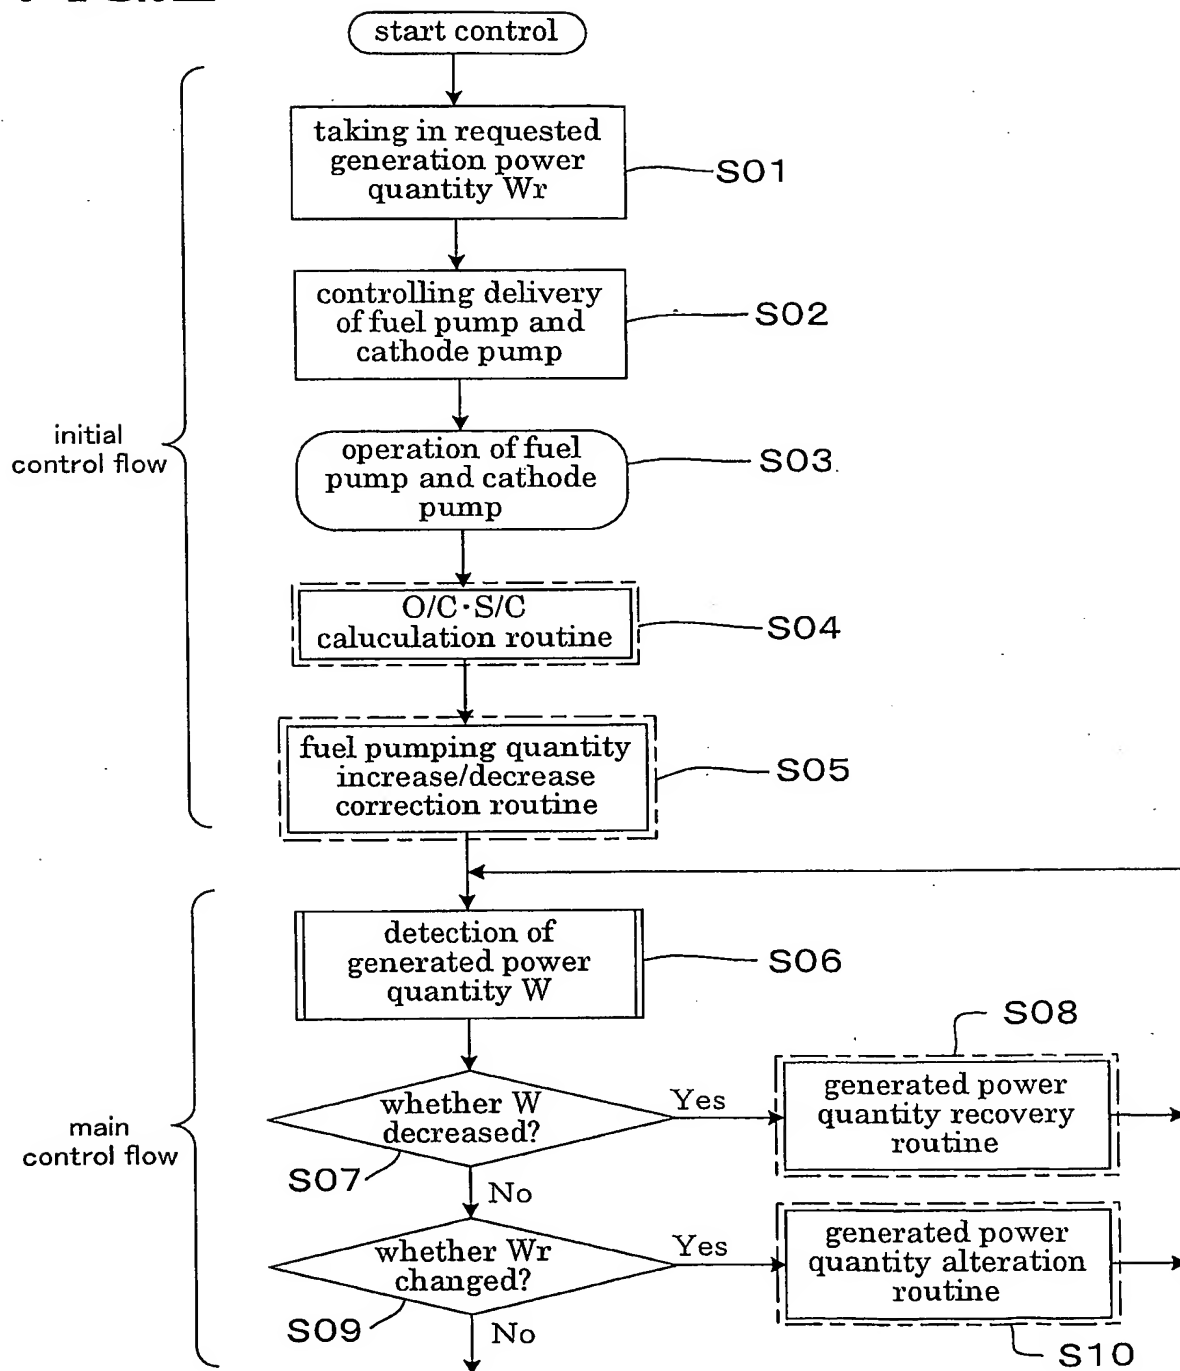 start control
taking in requested
generation power
quantity Wr
S01
controlling delivery
of fuel pump and
cathode pump
S02
initial
control flow
operation of fuel
pump and cathode
pump
S03
O/C·S/C
caluculation routine
S04
fuel pumping quantity
increase/decrease
correction routine
S05
detection of
generated power
quantity W
S06
main
control flow
whether W
decreased?
S07
Yes
No
generated power
quantity recovery
routine
S08
whether Wr
changed?
S09
Yes
No
generated power
quantity alteration
routine
S10